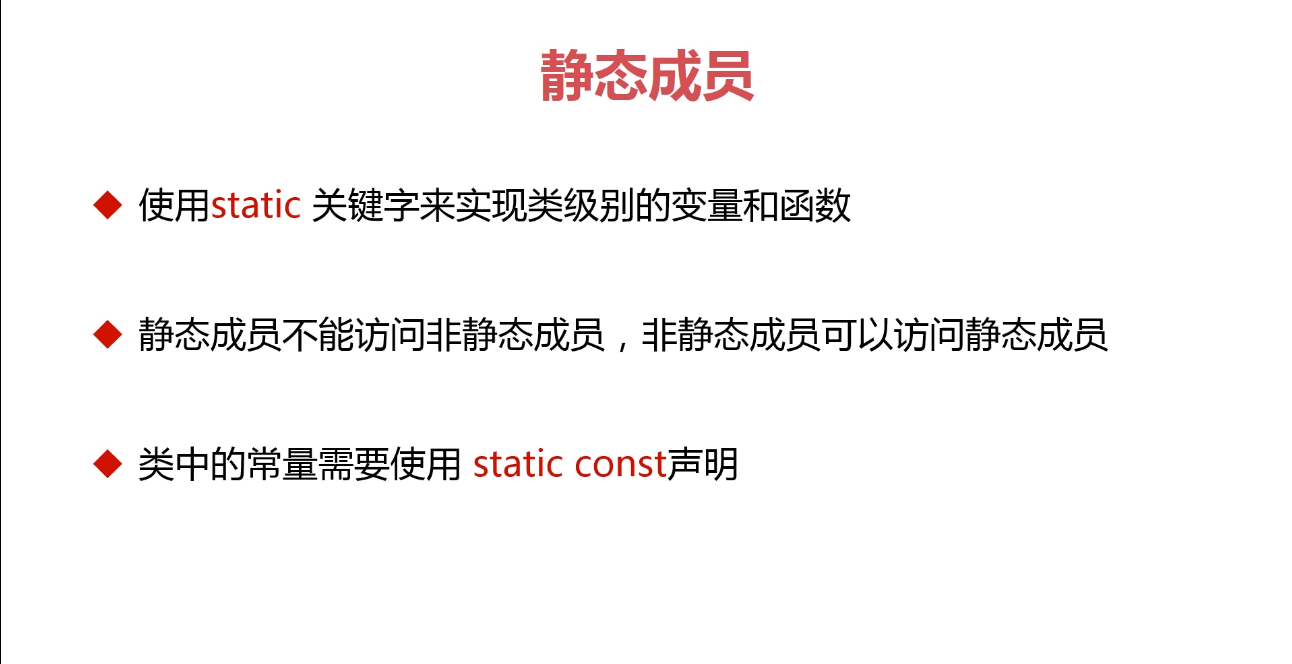 静态成员
使用static 关键字来实现类级别的变量和函数
静态成员不能访问非静态成员，非静态成员可以访问静态成员
类中的常量需要使用 static const声明